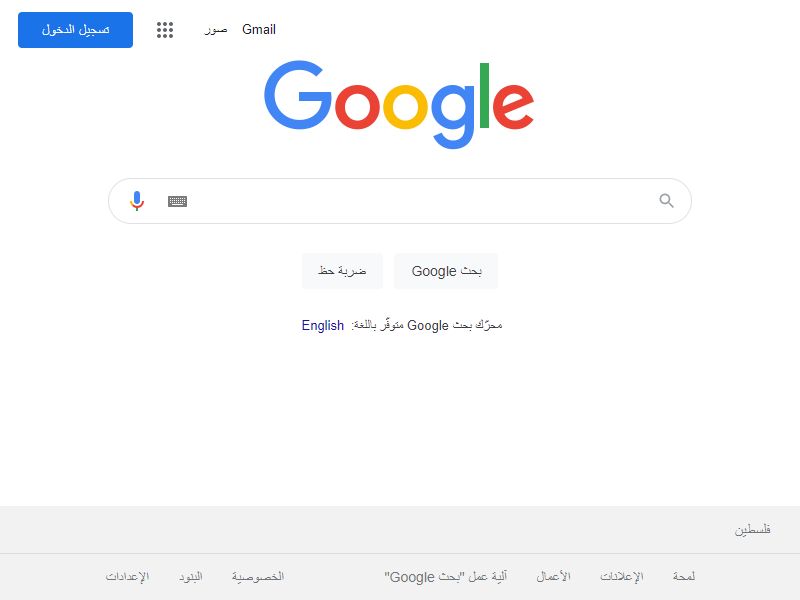 Gmail صور تسجيل الدخول
Google
بحث Google ضربة حظ
محرّك بحث Google متوفّر باللغة: English
فلسطين
لمحة الإعلانات الأعمال آلية عمل "بحث Google" الخصوصية البنود الإعدادات